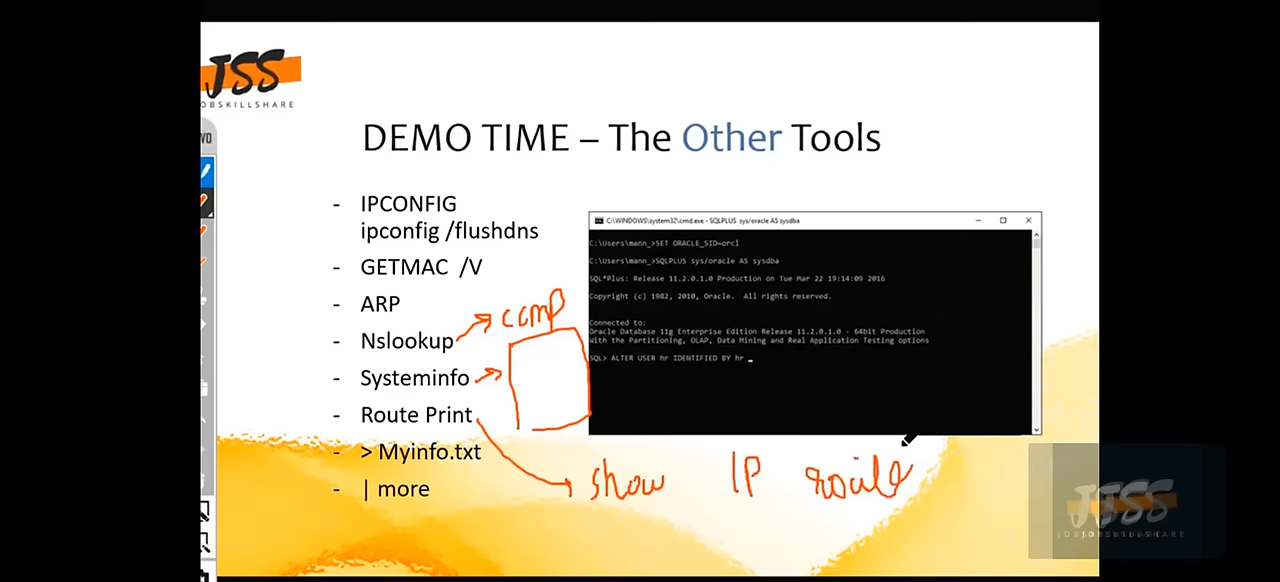 JSS
OBSKILLSHARE
DEMO TIME – The Other Tools
- IPCONFIG
ipconfig /flushdns
- GETMAC /V
- ARP
- Nslookup
comp
- Systeminfo
- Route Print
- > Myinfo.txt
- | more
show IP route
C:\WINDOWS\system32\cmd.exe - SQLPLUS sys/oracle AS sysdba
C:\Users\mann_>SET ORACLE_SID=orcl
C:\Users\mann_>SQLPLUS sys/oracle AS sysdba
SQL*Plus: Release 11.2.0.1.0 Production on Tue Mar 22 19:14:09 2016
Copyright (c) 1982, 2010, Oracle. All rights reserved.
Connected to:
Oracle Database 11g Enterprise Edition Release 11.2.0.1.0 - 64bit Production
With the Partitioning, OLAP, Data Mining and Real Application Testing options
SQL> ALTER USER hr IDENTIFIED BY hr _